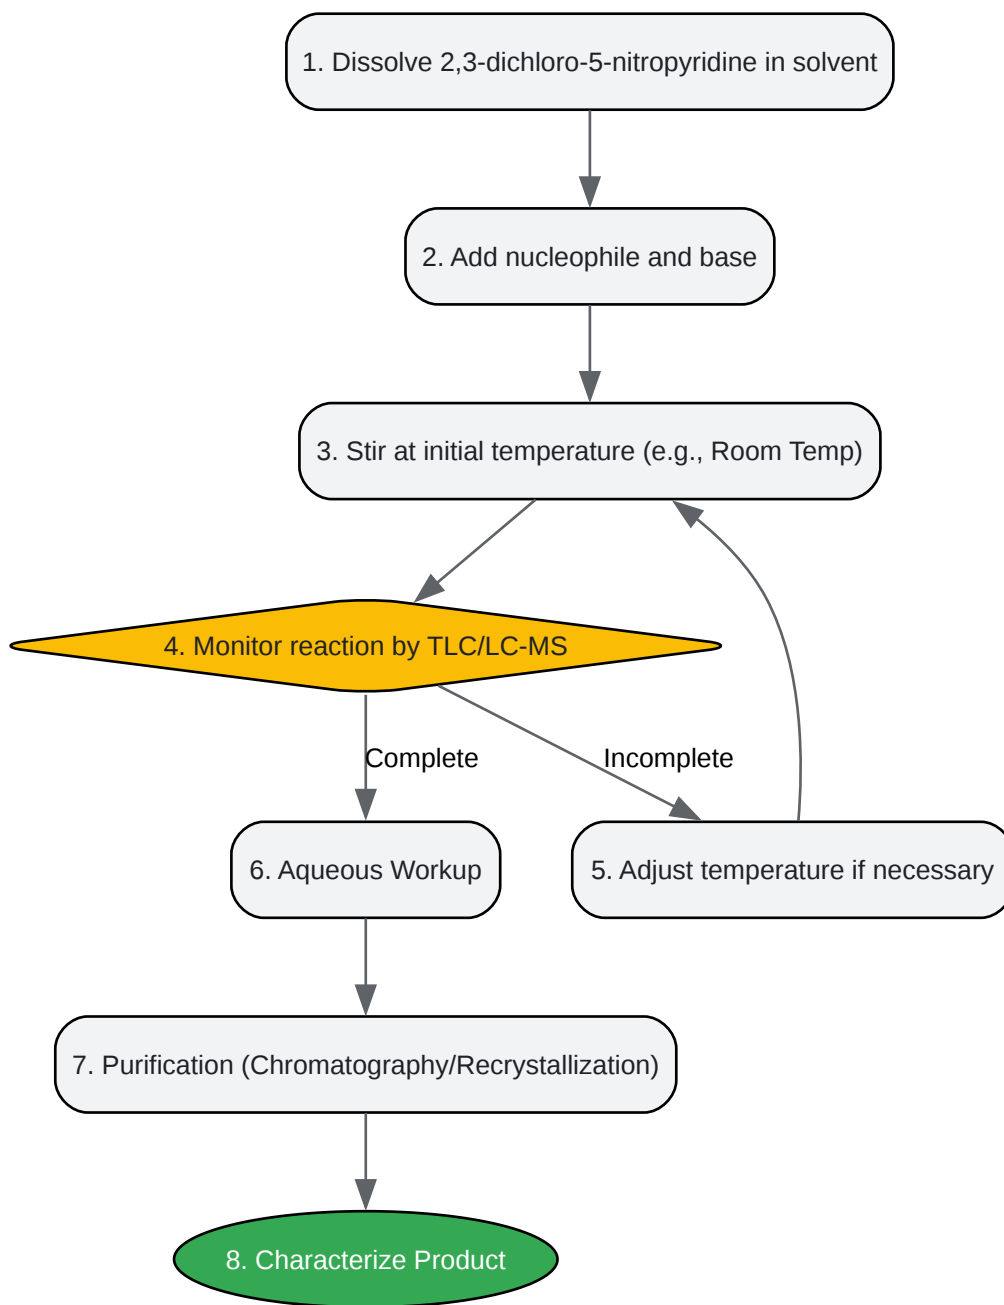 1. Dissolve 2,3-dichloro-5-nitropyridine in solvent
2. Add nucleophile and base
3. Stir at initial temperature (e.g., Room Temp)
4. Monitor reaction by TLC/LC-MS
Complete
Incomplete
6. Aqueous Workup
5. Adjust temperature if necessary
7. Purification (Chromatography/Recrystallization)
8. Characterize Product